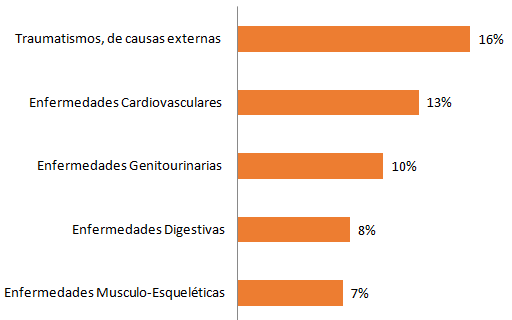 Traumatismos, de causas externas 16%
Enfermedades Cardiovasculares 13%
Enfermedades Genitourinarias 10%
Enfermedades Digestivas 8%
Enfermedades Musculo-Esqueléticas 7%